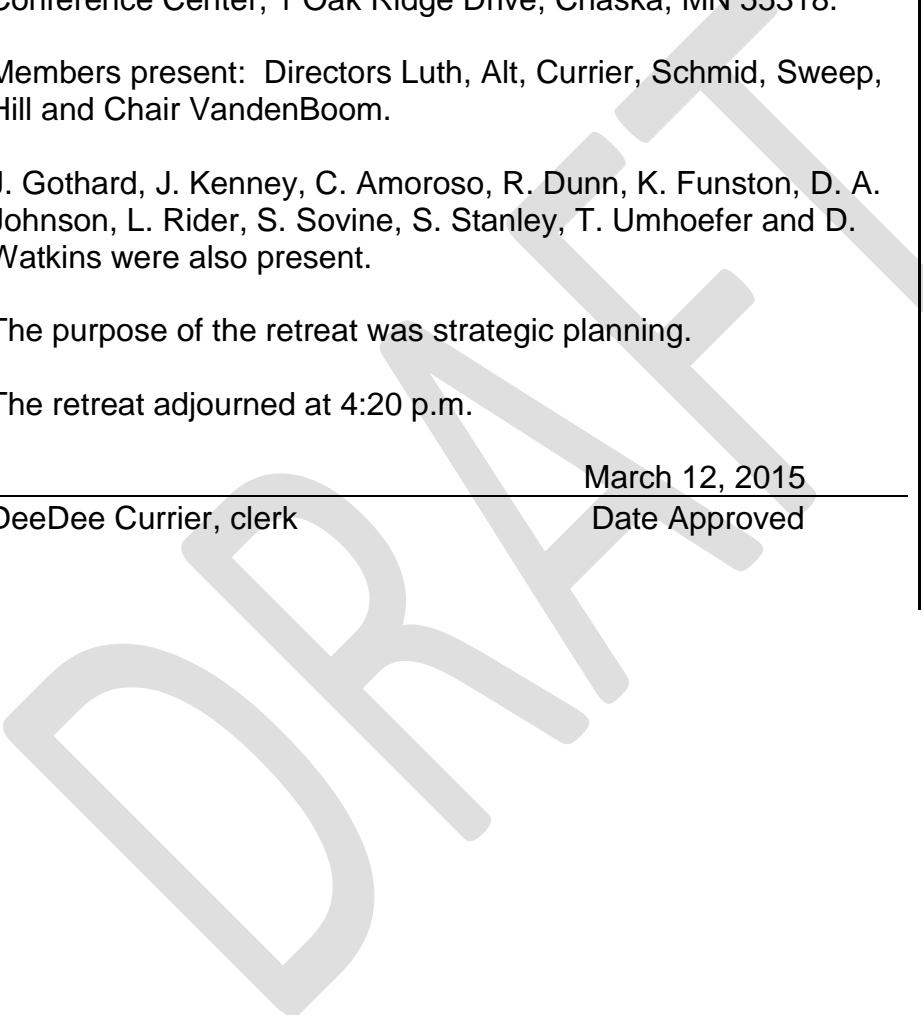 Conference Center, 1 Oak Ridge Drive, Chaska, MN 55318.
Members present:  Directors Luth, Alt, Currier, Schmid, Sweep,
Hill and Chair VandenBoom.
J. Gothard, J. Kenney, C. Amoroso, R. Dunn, K. Funston, D. A.
Johnson, L. Rider, S. Sovine, S. Stanley, T. Umhoefer and D.
Watkins were also present.
The purpose of the retreat was strategic planning.
The retreat adjourned at 4:20 p.m.
March 12, 2015
DeeDee Currier, clerk Date Approved
DRAFT